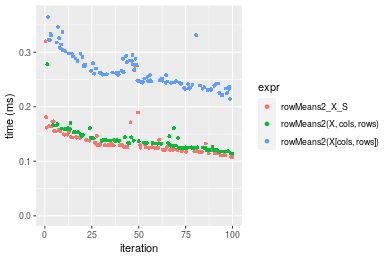 time (ms)
0.3
0.2
0.1
0.0
0
25
50
75
100
iteration
expr
rowMeans2_X_S
rowMeans2(X, cols, rows)
rowMeans2(X[cols, rows])